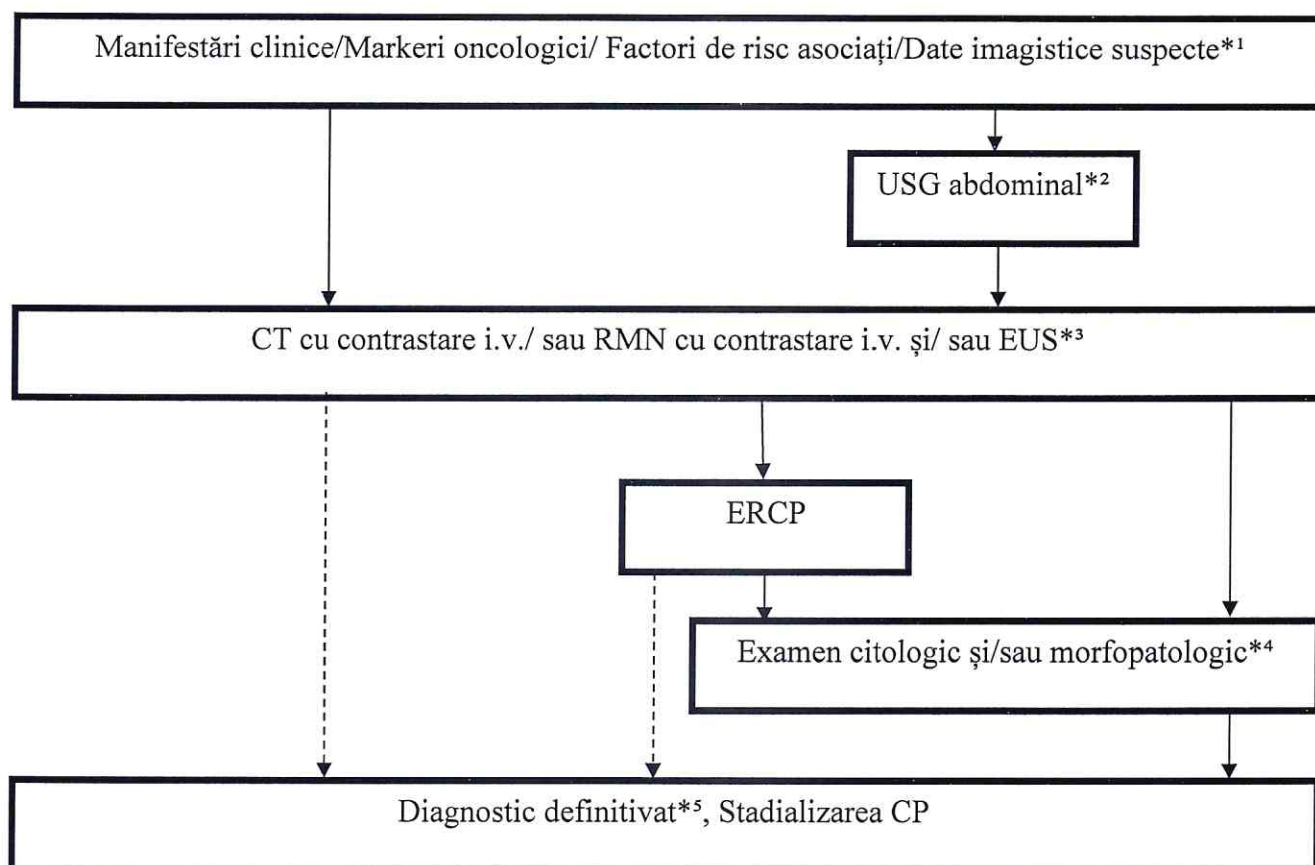 Manifestări clinice/Markeri oncologici/ Factori de risc asociați/Date imagistice suspecte*¹
USG abdominal*²
CT cu contrastare i.v./ sau RMN cu contrastare i.v. și/ sau EUS*³
ERCP
Examen citologic și/sau morfopatologic*⁴
Diagnostic definitivat*⁵, Stadializarea CP